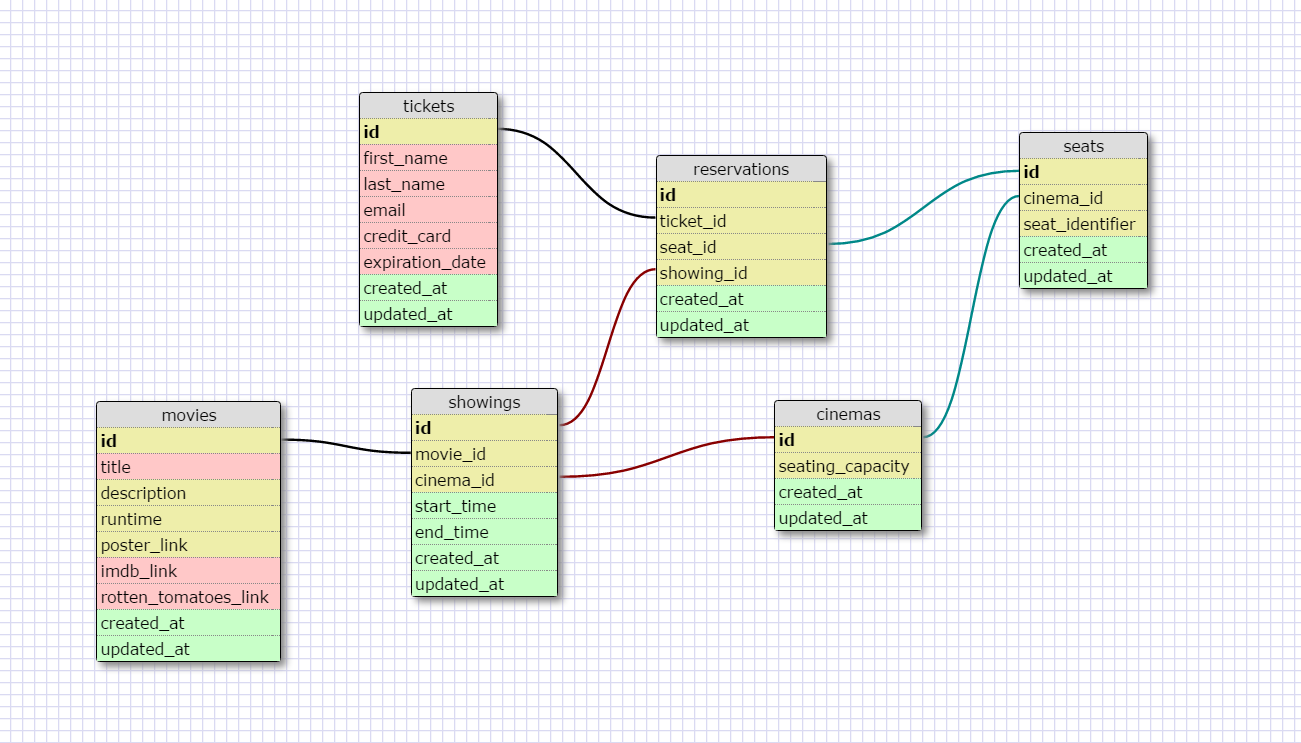 tickets
id
first_name
last_name
email
credit_card
expiration_date
created_at
updated_at
reservations
id
ticket_id
seat_id
showing_id
created_at
updated_at
seats
id
cinema_id
seat_identifier
created_at
updated_at
movies
id
title
description
runtime
poster_link
imdb_link
rotten_tomatoes_link
created_at
updated_at
showings
id
movie_id
cinema_id
start_time
end_time
created_at
updated_at
cinemas
id
seating_capacity
created_at
updated_at